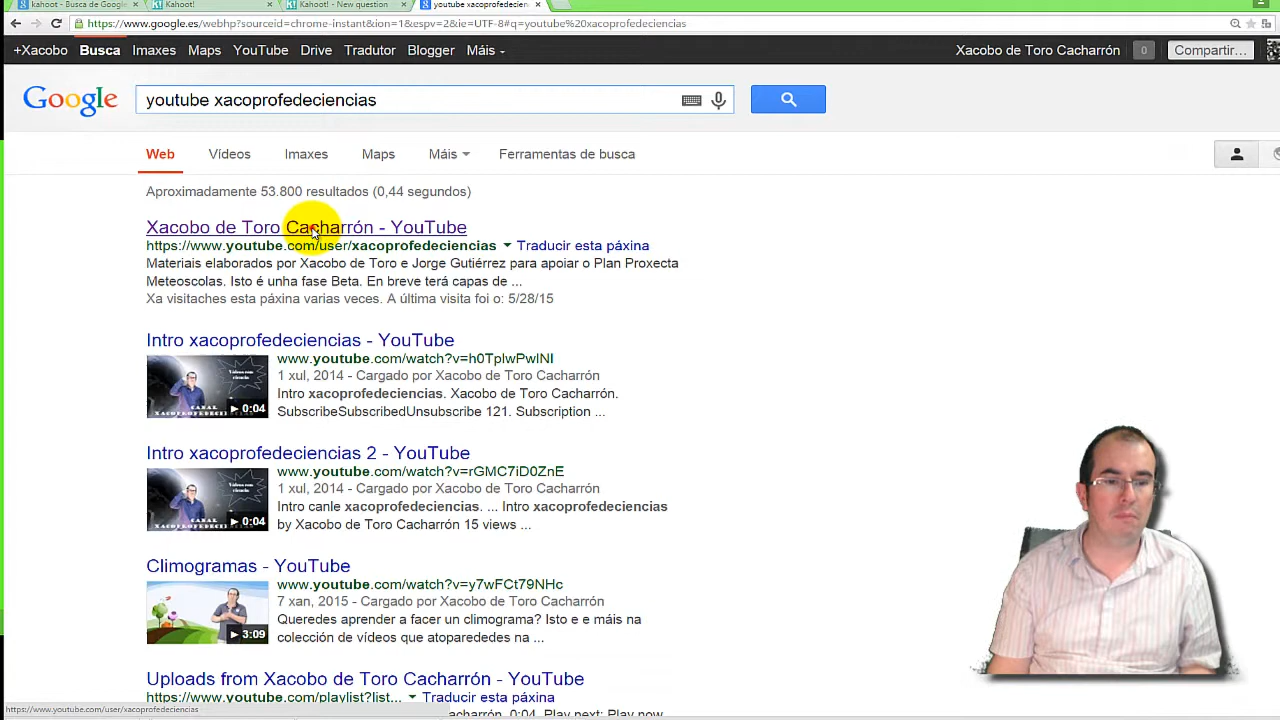 kahoot - Busca de Google
Kahoot!
Kahoot! - New question
youtube xacoprofedecien
https://www.google.es/webhp?sourceid=chrome-instant&ion=1&espv=2&ie=UTF-8#q=youtube%20xacoprofedeciencias
+Xacobo Busca Imaxes Maps YouTube Drive Tradutor Blogger Máis
Xacobo de Toro Cacharrón 0 Compartir…
Google youtube xacoprofedeciencias
Web Vídeos Imaxes Maps Máis Ferramentas de busca
Aproximadamente 53.800 resultados (0,44 segundos)
Xacobo de Toro Cacharrón - YouTube
https://www.youtube.com/user/xacoprofedeciencias Traducir esta páxina
Materiais elaborados por Xacobo de Toro e Jorge Gutiérrez para apoiar o Plan Proxecta
Meteoscolas. Isto é unha fase Beta. En breve terá capas de ...
Xa visitaches esta páxina varias veces. A última visita foi o: 5/28/15
Intro xacoprofedeciencias - YouTube
www.youtube.com/watch?v=h0TplwPwlNI
1 xul, 2014 - Cargado por Xacobo de Toro Cacharrón
Intro xacoprofedeciencias. Xacobo de Toro Cacharrón.
SubscribeSubscribedUnsubscribe 121. Subscription ...
0:04
Intro xacoprofedeciencias 2 - YouTube
www.youtube.com/watch?v=rGMC7iD0ZnE
1 xul, 2014 - Cargado por Xacobo de Toro Cacharrón
Intro canle xacoprofedeciencias. ... Intro xacoprofedeciencias
by Xacobo de Toro Cacharrón 15 views ...
0:04
Climogramas - YouTube
www.youtube.com/watch?v=y7wFCt79NHc
7 xan, 2015 - Cargado por Xacobo de Toro Cacharrón
Queredes aprender a facer un climograma? Isto e e máis na
colección de vídeos que atoparededes na ...
3:09
Uploads from Xacobo de Toro Cacharrón - YouTube
https://www.youtube.com/playlist?list... Traducir esta páxina
Cacharrón. 0:04. Play next; Play now
https://www.youtube.com/user/xacoprofedeciencias